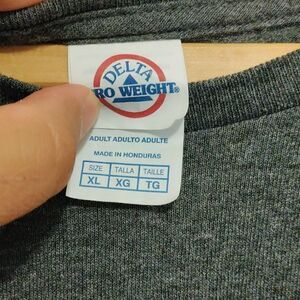 DELTA
RO WEIGHT®
ADULT ADULTO ADULTE
MADE IN HONDURAS
SIZE TALLA TAILLE
XL XG TG